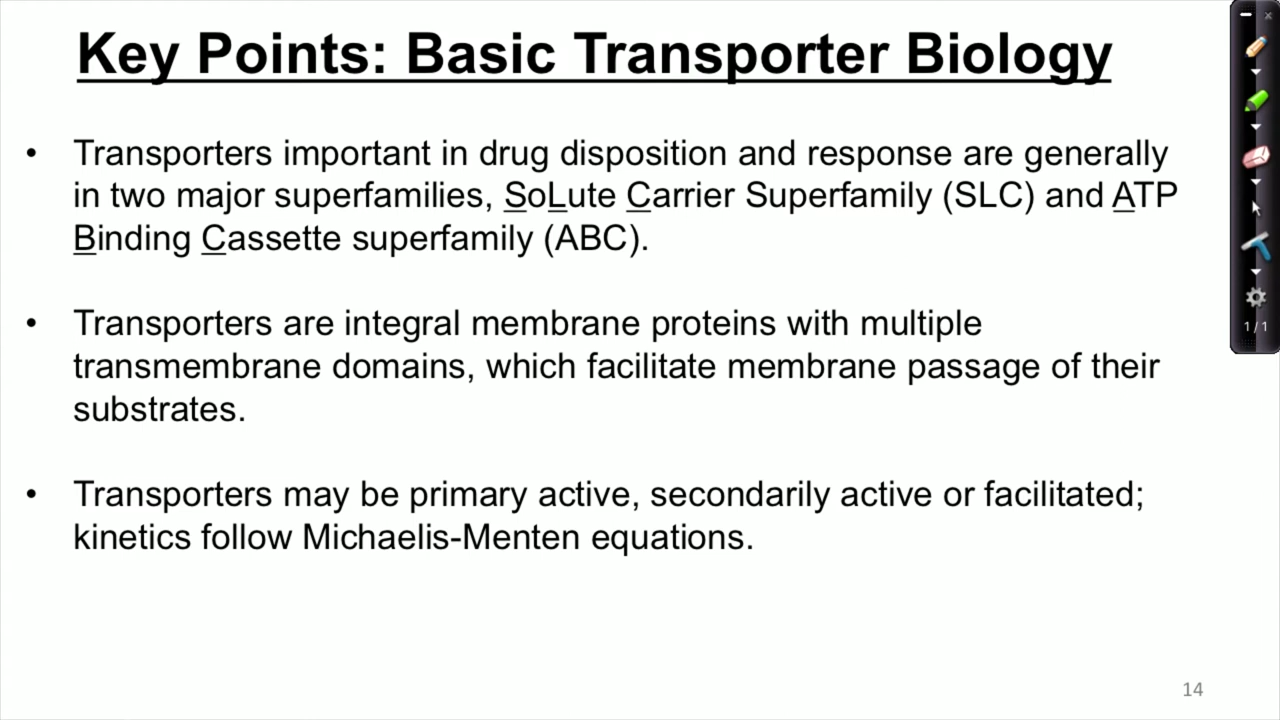 Key Points: Basic Transporter Biology
• Transporters important in drug disposition and response are generally
in two major superfamilies, SoLute Carrier Superfamily (SLC) and ATP
Binding Cassette superfamily (ABC).
• Transporters are integral membrane proteins with multiple
transmembrane domains, which facilitate membrane passage of their
substrates.
• Transporters may be primary active, secondarily active or facilitated;
kinetics follow Michaelis-Menten equations.
1/1
14